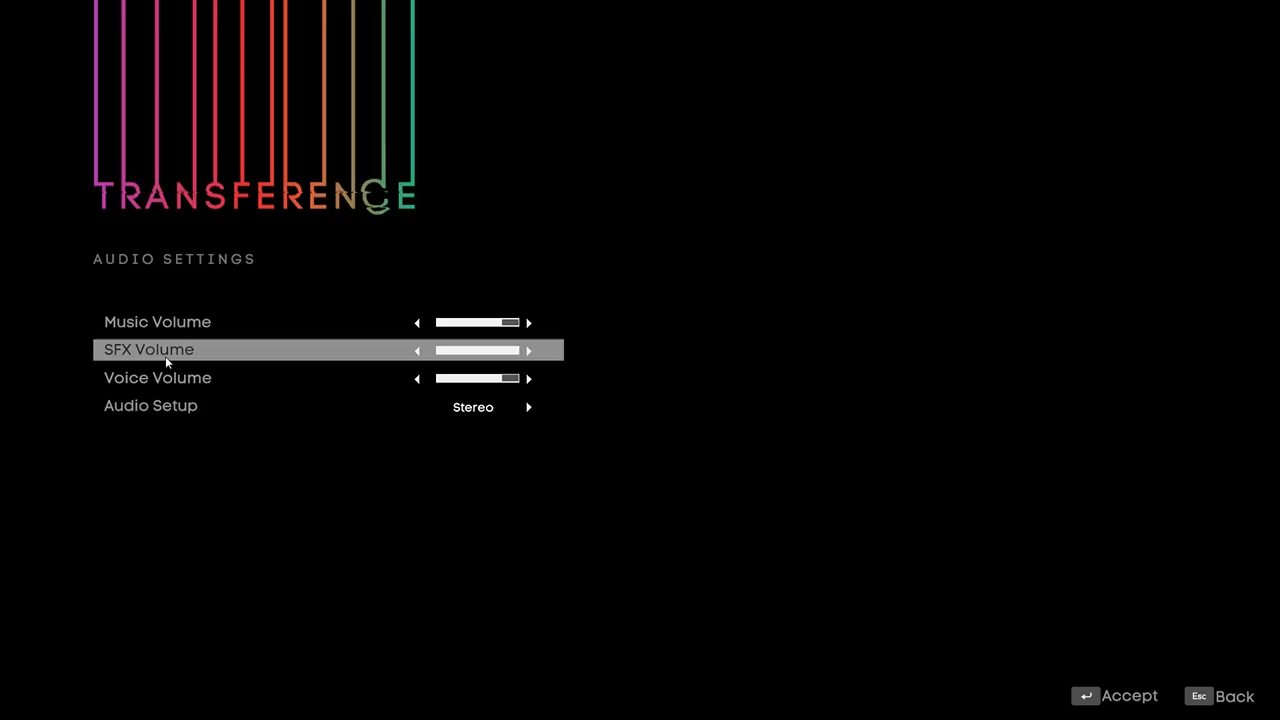 TRANSFERENCE
AUDIO SETTINGS
Music Volume
SFX Volume
Voice Volume
Audio Setup Stereo
Accept Esc Back